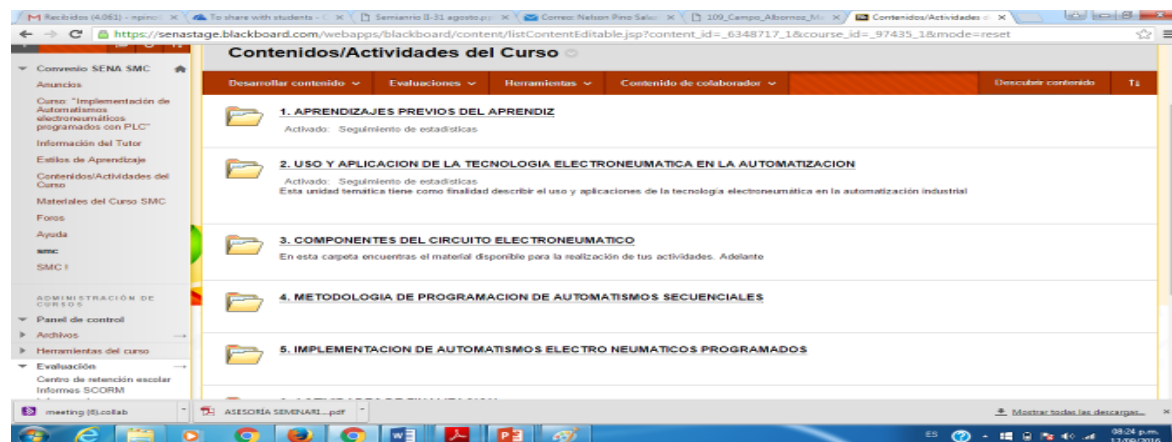 Recibidos (4.061) - npinos
To share with students - 
Semianrio II-31 agosto.pp
Correo: Nelson Pino Salaz
109_Campo_Albornoz_Ma
Contenidos/Actividades d
https://senastage.blackboard.com/webapps/blackboard/content/listContentEditable.jsp?content_id=_6348717_1&course_id=_97435_1&mode=reset
Convenio SENA SMC
Anuncios
Curso: "Implementación de
Automatismos
electroneumáticos
programados con PLC"
Información del Tutor
Estilos de Aprendizaje
Contenidos/Actividades del
Curso
Materiales del Curso SMC
Foros
Ayuda
smc
SMC !
ADMINISTRACIÓN DE
CURSOS
Panel de control
Archivos
Herramientas del curso
Evaluación
Centro de retención escolar
Informes SCORM
Contenidos/Actividades del Curso
Desarrollar contenido Evaluaciones Herramientas Contenido de colaborador Descubrir contenido
1. APRENDIZAJES PREVIOS DEL APRENDIZ
Activado: Seguimiento de estadísticas
2. USO Y APLICACION DE LA TECNOLOGIA ELECTRONEUMATICA EN LA AUTOMATIZACION
Activado: Seguimiento de estadísticas
Esta unidad temática tiene como finalidad describir el uso y aplicaciones de la tecnología electroneumática en la automatización industrial
3. COMPONENTES DEL CIRCUITO ELECTRONEUMATICO
En esta carpeta encuentras el material disponible para la realización de tus actividades. Adelante
4. METODOLOGIA DE PROGRAMACION DE AUTOMATISMOS SECUENCIALES
5. IMPLEMENTACION DE AUTOMATISMOS ELECTRO NEUMATICOS PROGRAMADOS
meeting (6).collab
ASESORÍA SEMINARI....pdf
Mostrar todas las descargas...
ES
08:24 p.m.